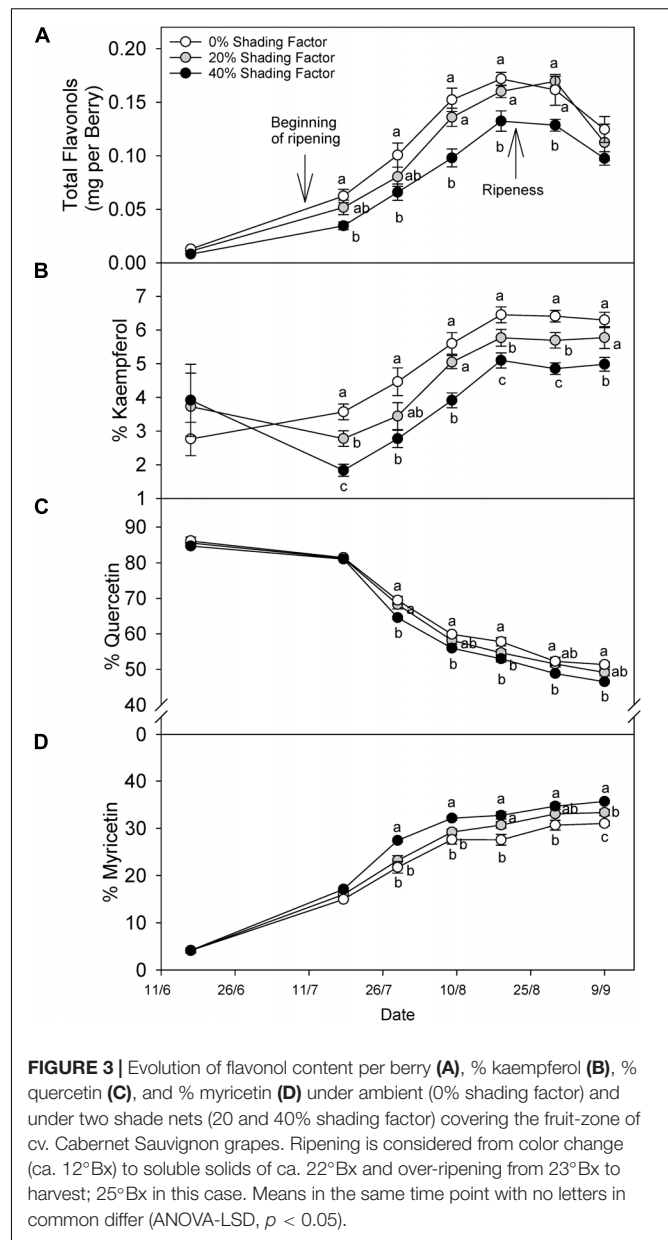 A
0% Shading Factor
20% Shading Factor
40% Shading Factor
Total Flavonols
(mg per Berry)
0.20
0.15
0.10
0.05
0.00
Beginning
of ripening
Ripeness
a
ab
b
a
ab
b
a
a
b
a
a
b
a
a
b
B
% Kaempferol
7
6
5
4
3
2
1
a
b
c
a
ab
b
a
a
b
a
b
c
a
b
c
a
a
b
C
% Quercetin
90
80
70
60
50
40
0
a
a
b
a
ab
b
a
b
b
a
ab
b
a
ab
b
D
% Myricetin
40
30
20
10
0
a
b
b
a
b
b
a
a
b
a
ab
b
a
b
c
11/6
26/6
11/7
26/7
10/8
25/8
9/9
Date
FIGURE 3 | Evolution of flavonol content per berry (A), % kaempferol (B), %
quercetin (C), and % myricetin (D) under ambient (0% shading factor) and
under two shade nets (20 and 40% shading factor) covering the fruit-zone of
cv. Cabernet Sauvignon grapes. Ripening is considered from color change
(ca. 12°Bx) to soluble solids of ca. 22°Bx and over-ripening from 23°Bx to
harvest; 25°Bx in this case. Means in the same time point with no letters in
common differ (ANOVA-LSD, p < 0.05).